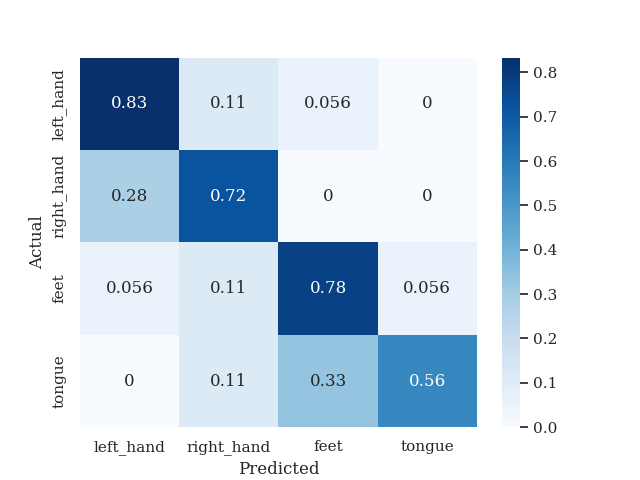 left_hand 0.83 0.11 0.056 0
right_hand 0.28 0.72 0 0
feet 0.056 0.11 0.78 0.056
tongue 0 0.11 0.33 0.56
left_hand right_hand feet tongue
Predicted
Actual
0.8
0.7
0.6
0.5
0.4
0.3
0.2
0.1
0.0